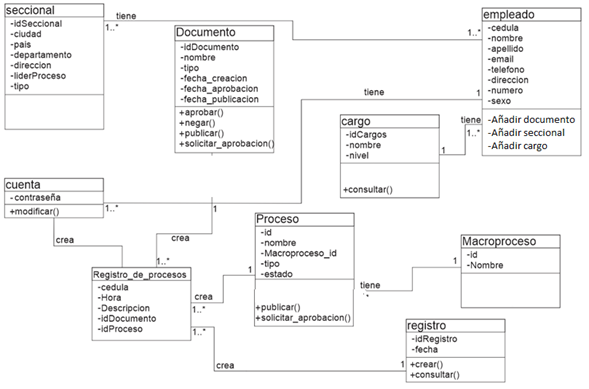 seccional
-idSeccional
-ciudad
-pais
-departamento
-direccion
-liderProceso
-tipo
tiene
1..*
1..*
Documento
-idDocumento
-nombre
-tipo
-fecha_creacion
-fecha_aprobacion
-fecha_publicacion
+aprobar()
+negar()
+publicar()
+solicitar_aprobacion()
empleado
-cedula
-nombre
-apellido
-email
-telefono
-direccion
-numero
-sexo
-Añadir documento
-Añadir seccional
-Añadir cargo
tiene
1
cargo
-idCargos
-nombre
-nivel
+consultar()
tiene
1..*
1
cuenta
-contraseña
+modificar()
1..*
crea
1
crea
1..*
Registro_de_procesos
-cedula
-Hora
-Descripcion
-idDocumento
-idProceso
crea
1
1..*
Proceso
-id
-nombre
-Macroproceso_id
-tipo
-estado
+publicar()
+solicitar_aprobacion()
tiene
.*
1
Macroproceso
-id
-Nombre
1..*
crea
1
registro
-idRegistro
-fecha
+crear()
+consultar()